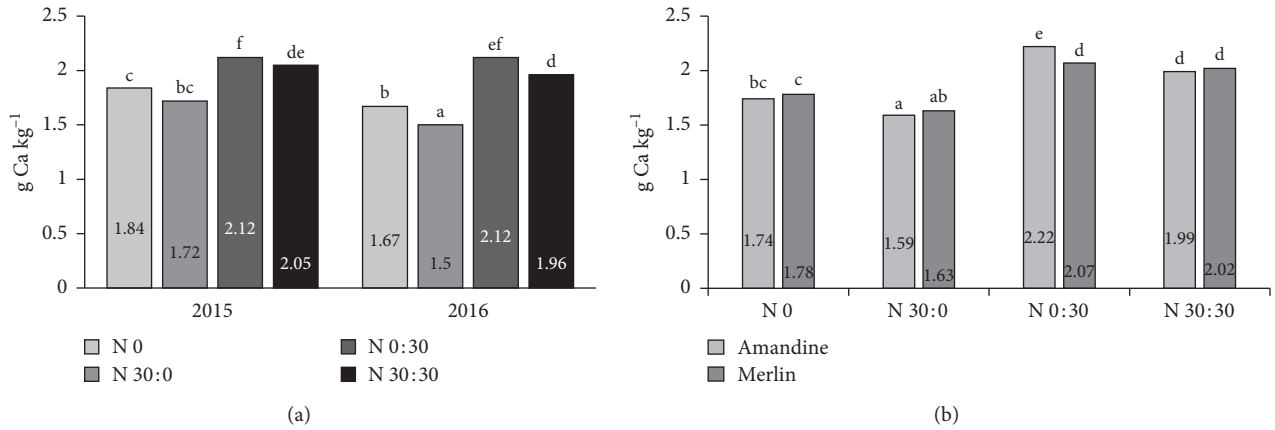 2.5
2
1.5
1
0.5
0
g Ca kg⁻¹
c
bc
f
de
b
a
ef
d
1.84
1.72
2.12
2.05
1.67
1.5
2.12
1.96
2015
2016
N 0
N 0:30
N 30:0
N 30:30
(a)
2.5
2
1.5
1
0.5
0
g Ca kg⁻¹
bc
c
a
ab
e
d
d
d
1.74
1.78
1.59
1.63
2.22
2.07
1.99
2.02
N 0
N 30:0
N 0:30
N 30:30
Amandine
Merlin
(b)